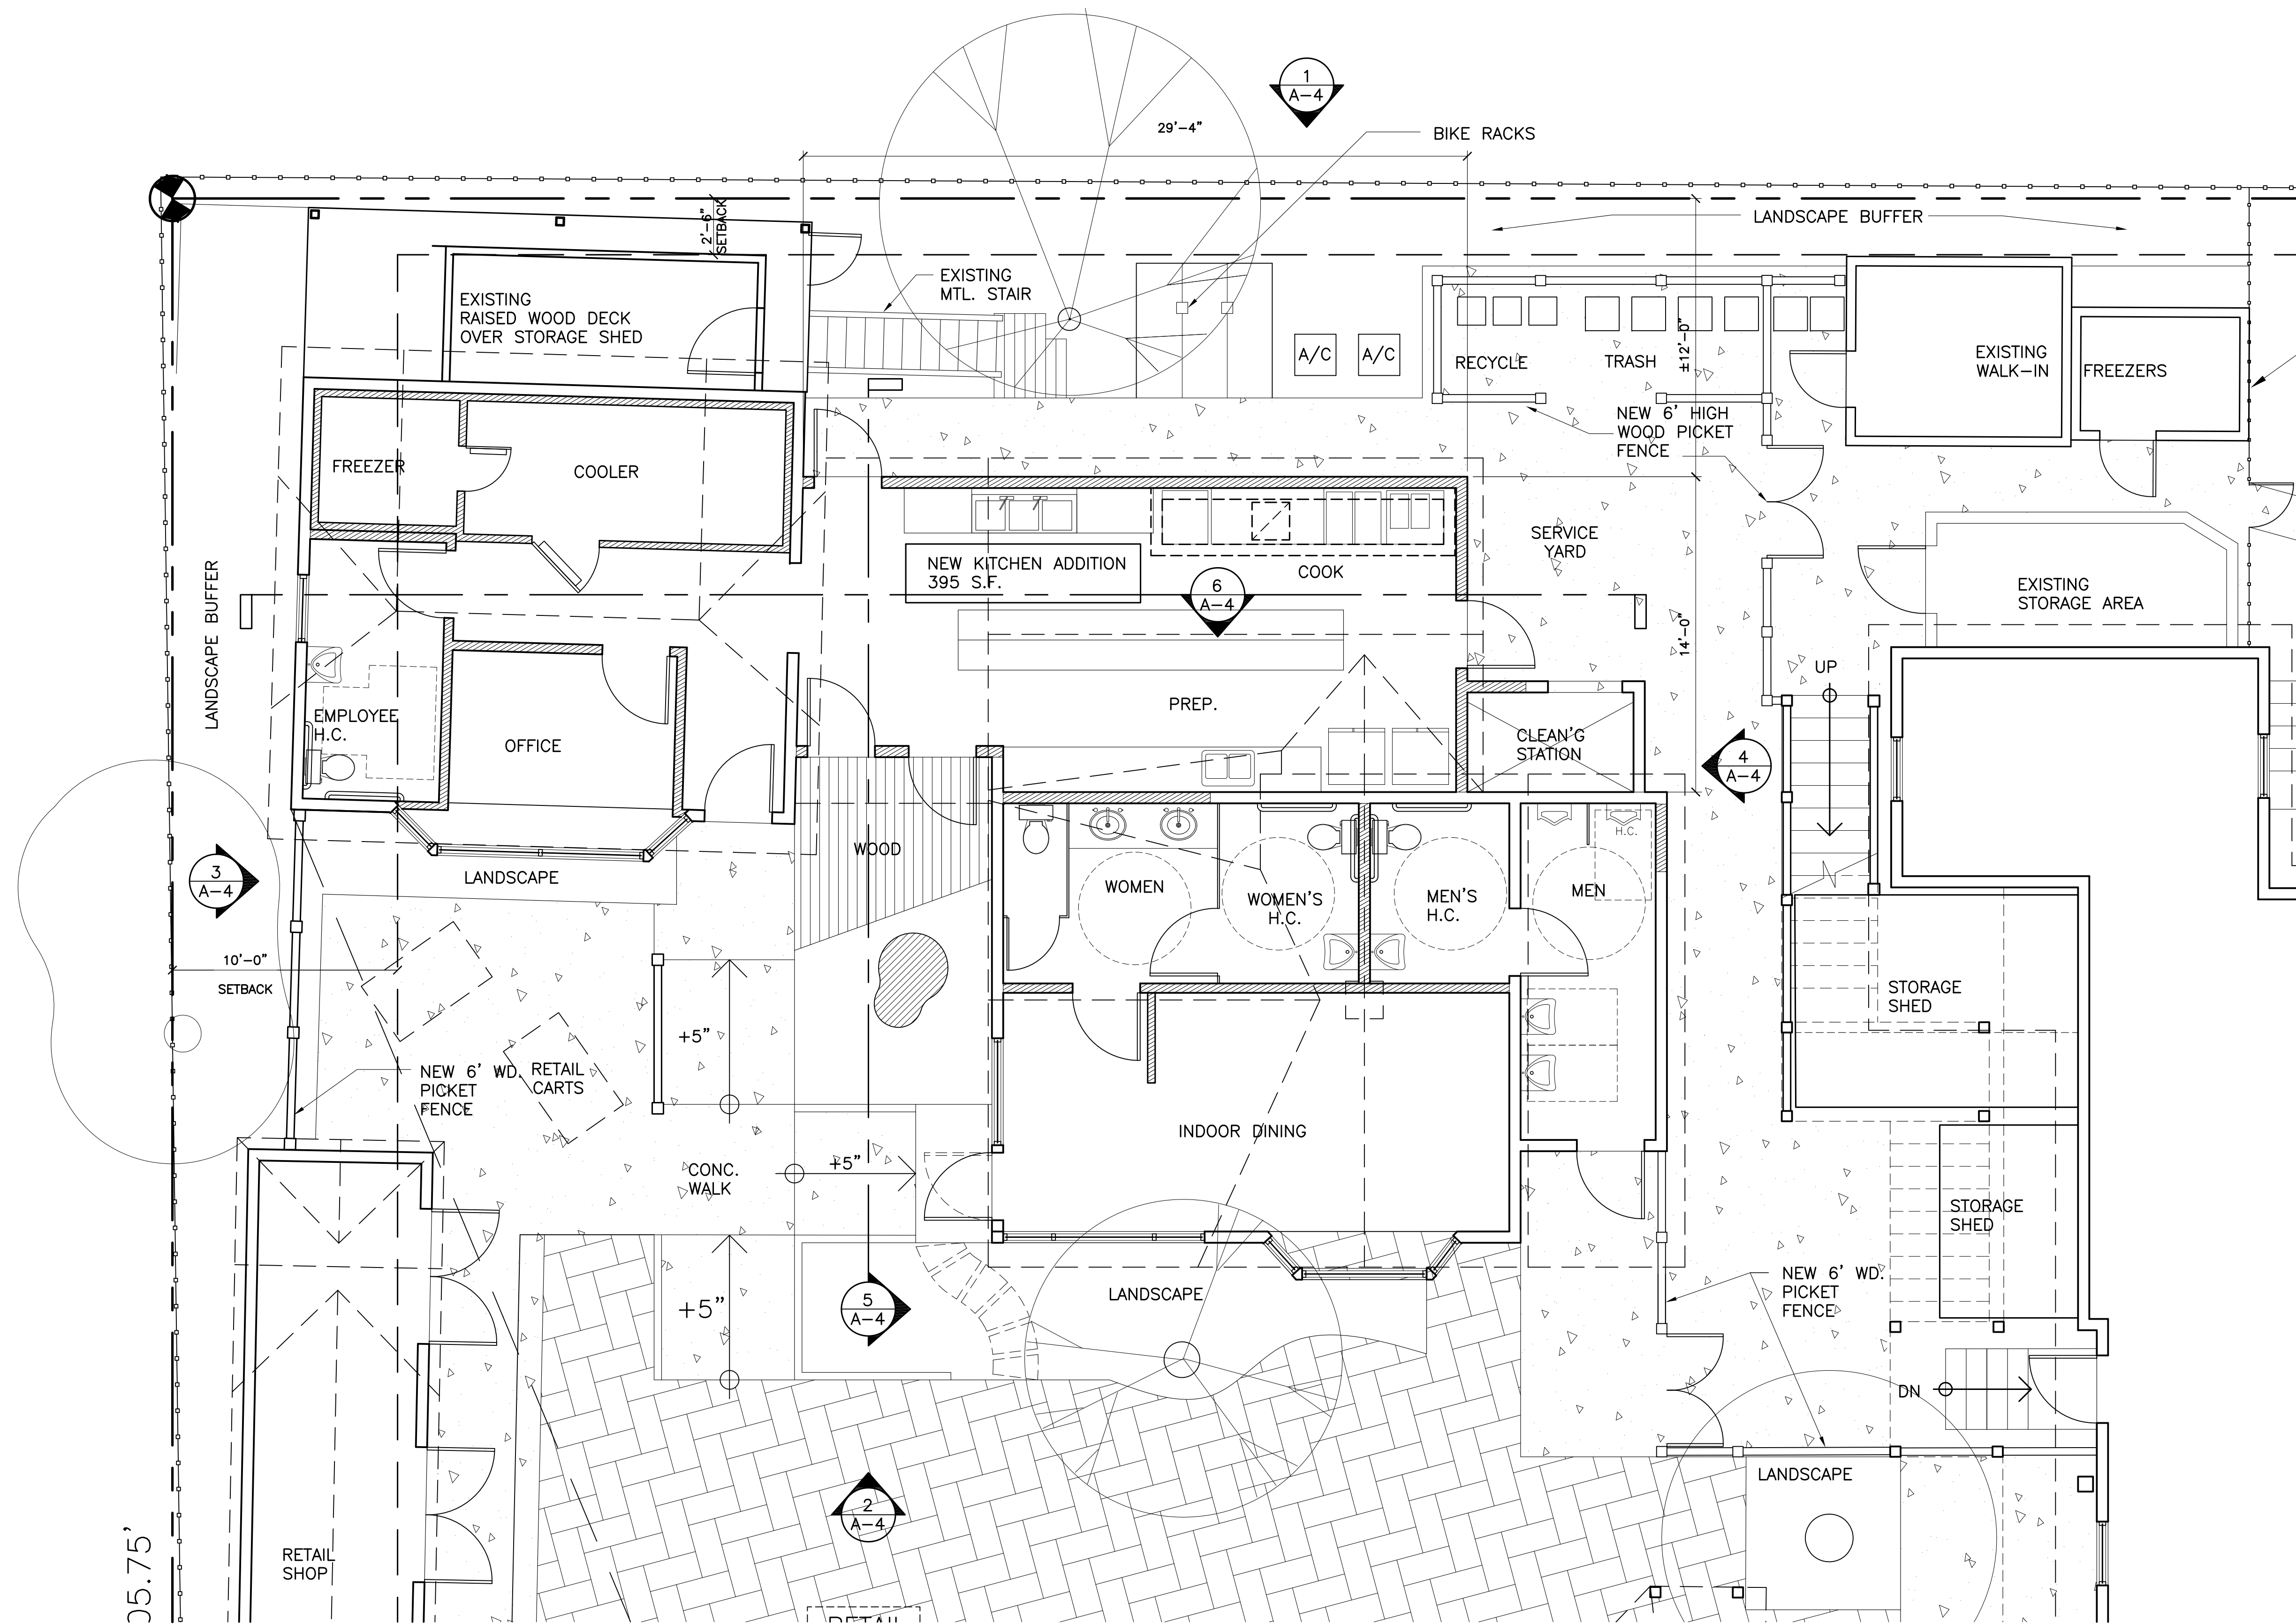 1
A-4
29'-4"
BIKE RACKS
2'-6"
SETBACK
LANDSCAPE BUFFER
EXISTING
MTL. STAIR
EXISTING
RAISED WOOD DECK
OVER STORAGE SHED
A/C
A/C
RECYCLE
TRASH
±12'-0"
EXISTING
WALK-IN
FREEZERS
NEW 6' HIGH
WOOD PICKET
FENCE
FREEZER
COOLER
SERVICE
YARD
NEW KITCHEN ADDITION
395 S.F.
COOK
6
A-4
EXISTING
STORAGE AREA
LANDSCAPE BUFFER
14'-0"
UP
EMPLOYEE
H.C.
OFFICE
PREP.
CLEAN'G
STATION
4
A-4
H.C.
WOOD
3
A-4
LANDSCAPE
WOMEN
WOMEN'S
H.C.
MEN'S
H.C.
MEN
10'-0"
SETBACK
STORAGE
SHED
+5"
NEW 6' WD.
PICKET
FENCE
RETAIL
CARTS
INDOOR DINING
CONC.
WALK
+5"
STORAGE
SHED
NEW 6' WD.
PICKET
FENCE
+5"
5
A-4
LANDSCAPE
DN
LANDSCAPE
2
A-4
RETAIL
SHOP
05.75'
RETAIL